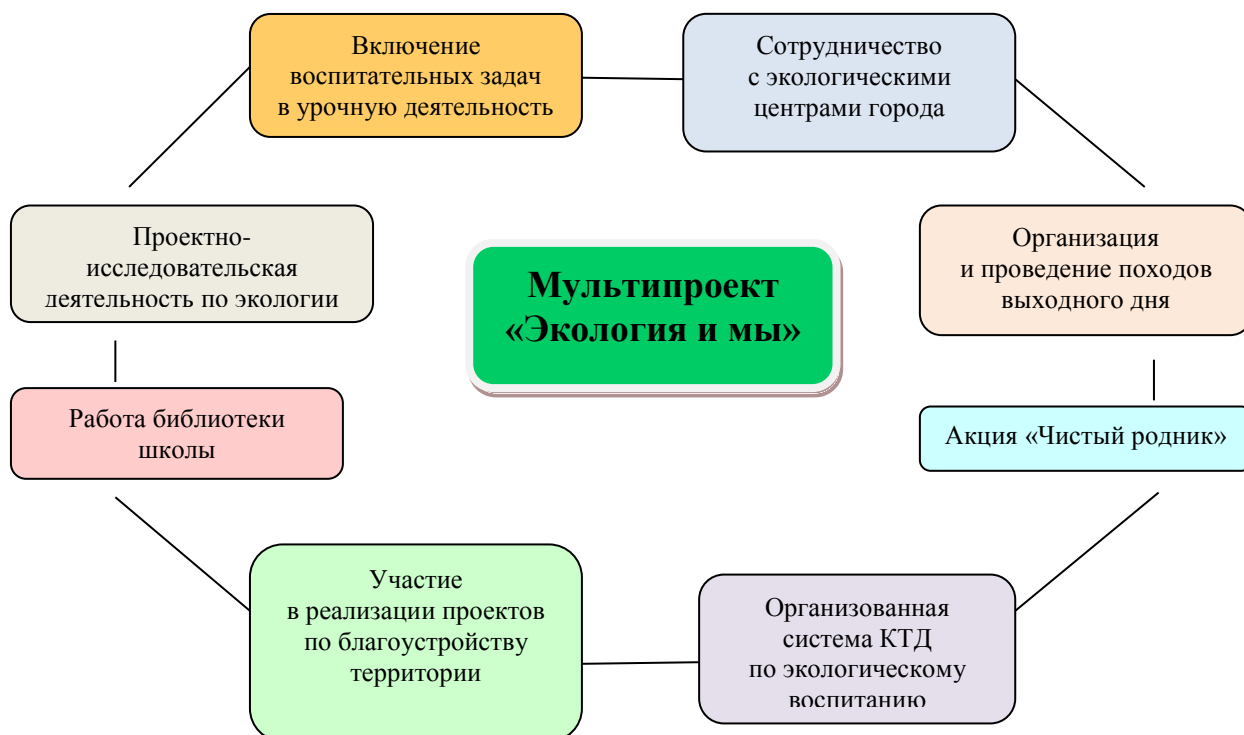 Включение
воспитательных задач
в урочную деятельность
Сотрудничество
с экологическими
центрами города
Проектно-
исследовательская
деятельность по экологии
Мультипроект
«Экология и мы»
Организация
и проведение походов
выходного дня
Работа библиотеки
школы
Акция «Чистый родник»
Участие
в реализации проектов
по благоустройству
территории
Организованная
система КТД
по экологическому
воспитанию